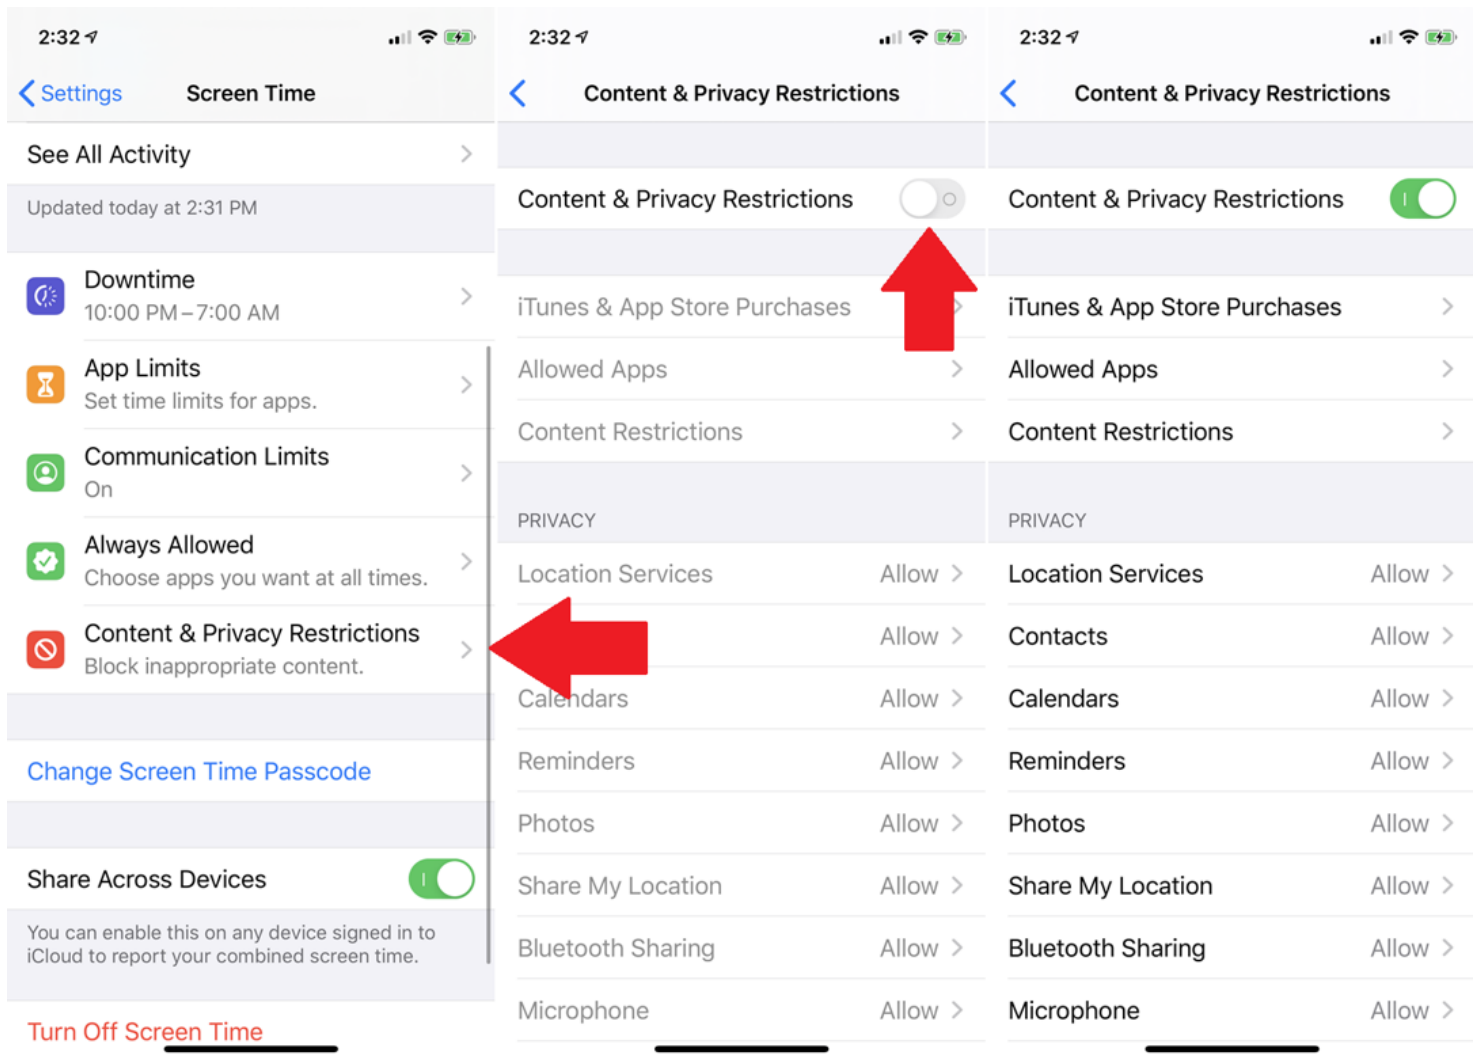 2:32
Settings
Screen Time
See All Activity
Updated today at 2:31 PM
Downtime
10:00 PM – 7:00 AM
App Limits
Set time limits for apps.
Communication Limits
On
Always Allowed
Choose apps you want at all times.
Content & Privacy Restrictions
Block inappropriate content.
Change Screen Time Passcode
Share Across Devices
You can enable this on any device signed in to
iCloud to report your combined screen time.
Turn Off Screen Time
2:32
Content & Privacy Restrictions
Content & Privacy Restrictions
iTunes & App Store Purchases
Allowed Apps
Content Restrictions
PRIVACY
Location Services Allow
Allow
Calendars Allow
Reminders Allow
Photos Allow
Share My Location Allow
Bluetooth Sharing Allow
Microphone Allow
2:32
Content & Privacy Restrictions
Content & Privacy Restrictions
iTunes & App Store Purchases
Allowed Apps
Content Restrictions
PRIVACY
Location Services Allow
Contacts Allow
Calendars Allow
Reminders Allow
Photos Allow
Share My Location Allow
Bluetooth Sharing Allow
Microphone Allow